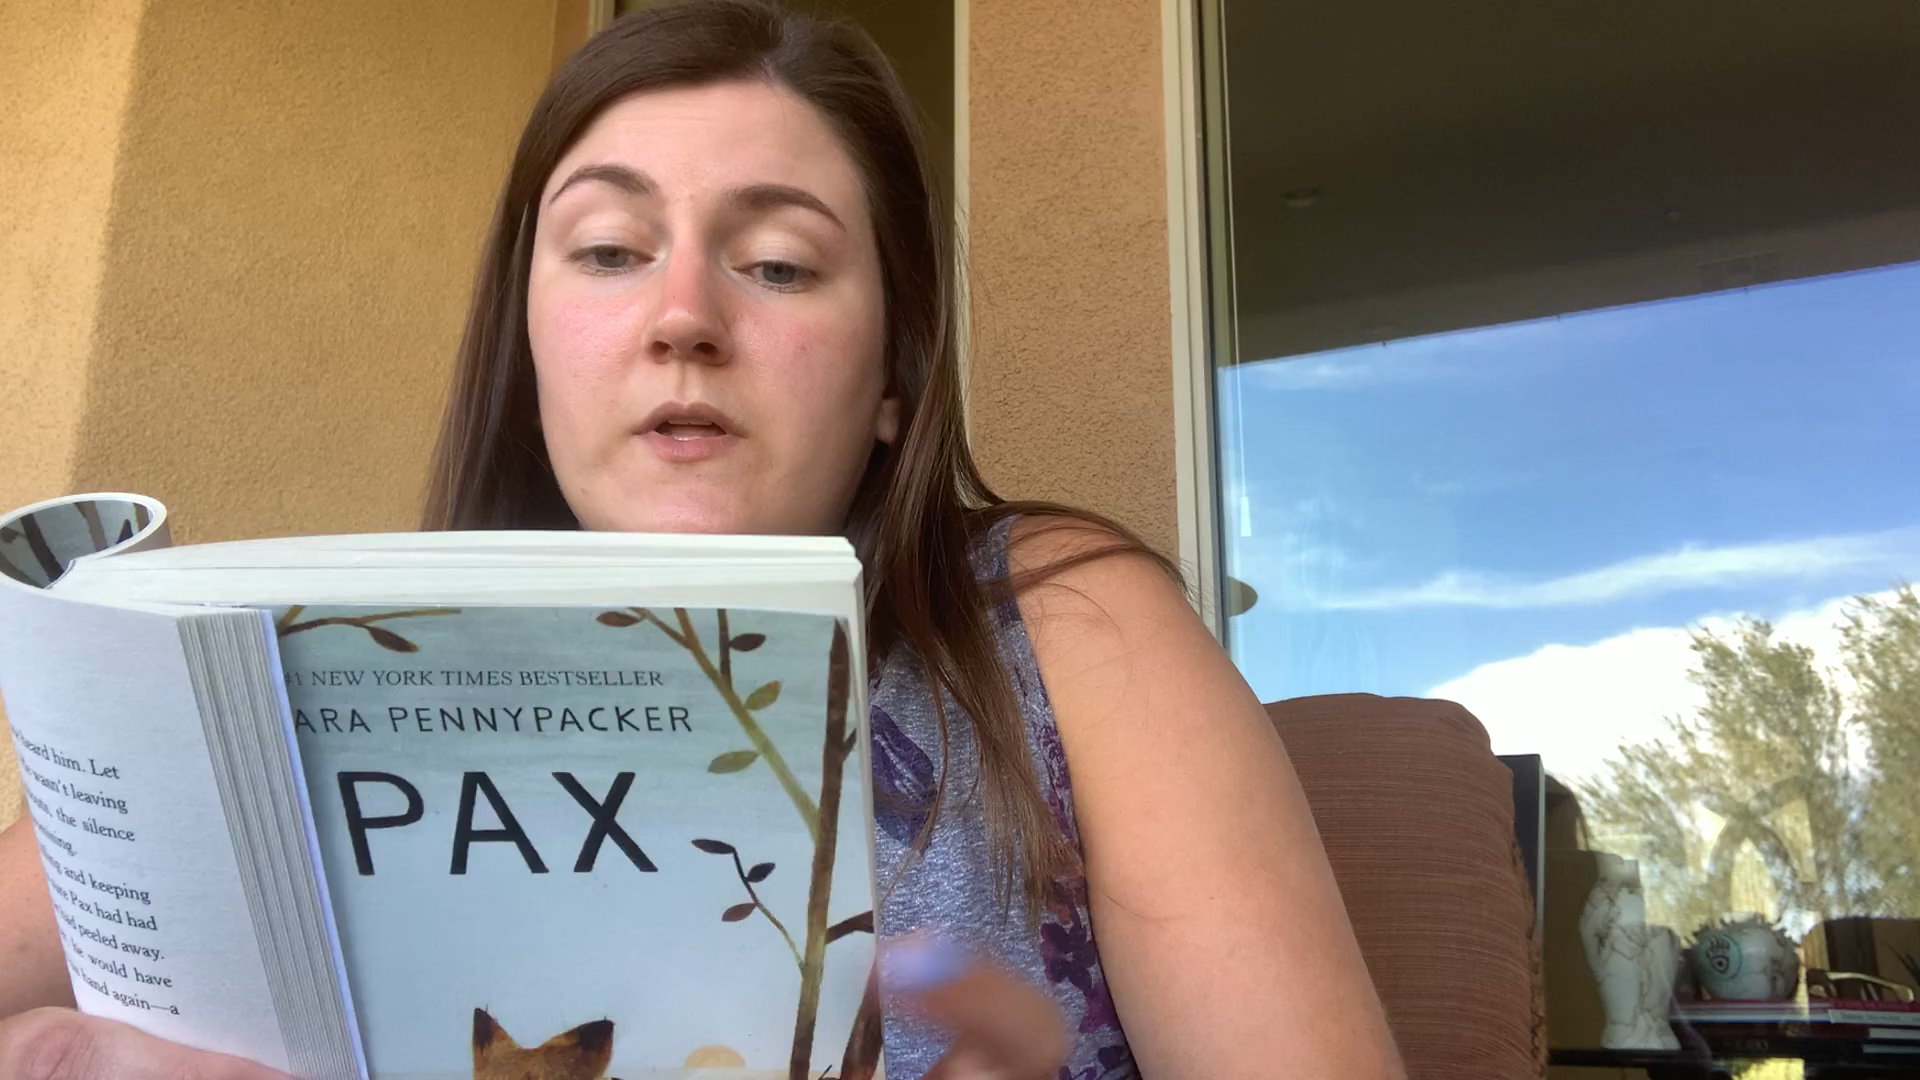 #1 NEW YORK TIMES BESTSELLER
ARA PENNYPACKER
PAX
heard him. Let
wasn't leaving
the silence
and keeping
Pax had had
peeled away.
he would have
hand again—a